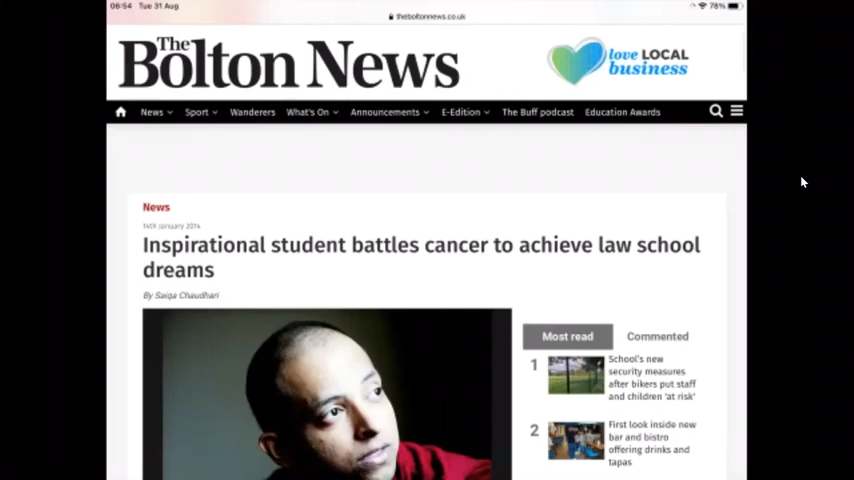 06:54 Tue 31 Aug
78%
theboltonnews.co.uk
The Bolton News
love LOCAL
business
News
Sport
Wanderers
What's On
Announcements
E-Edition
The Buff podcast
Education Awards
News
14th January 2014
Inspirational student battles cancer to achieve law school
dreams
By Saiqa Chaudhari
Most read
Commented
1
School's new
security measures
after bikers put staff
and children 'at risk'
2
First look inside new
bar and bistro
offering drinks and
tapas